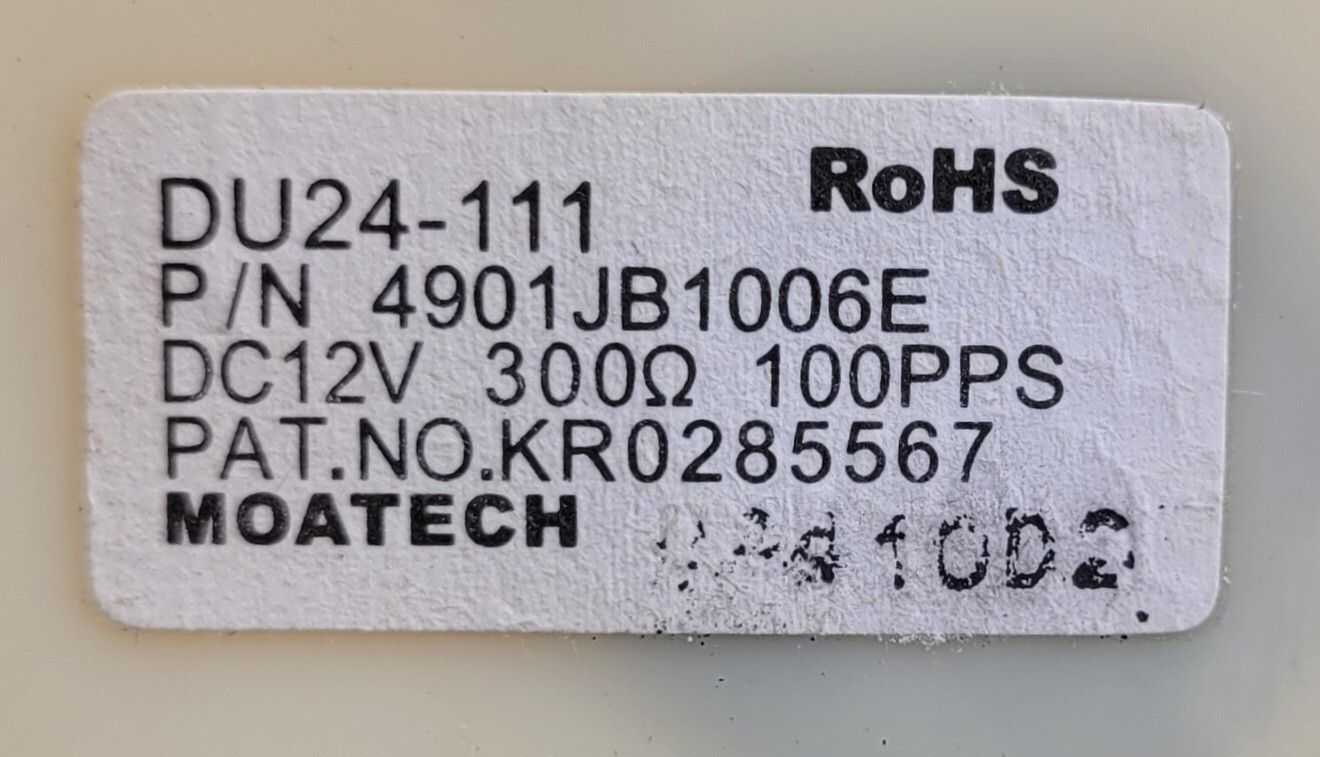 RoHS
DU24-111
P/N 4901JB1006E
DC12V 300Ω 100PPS
PAT.NO.KR0285567
MOATECH